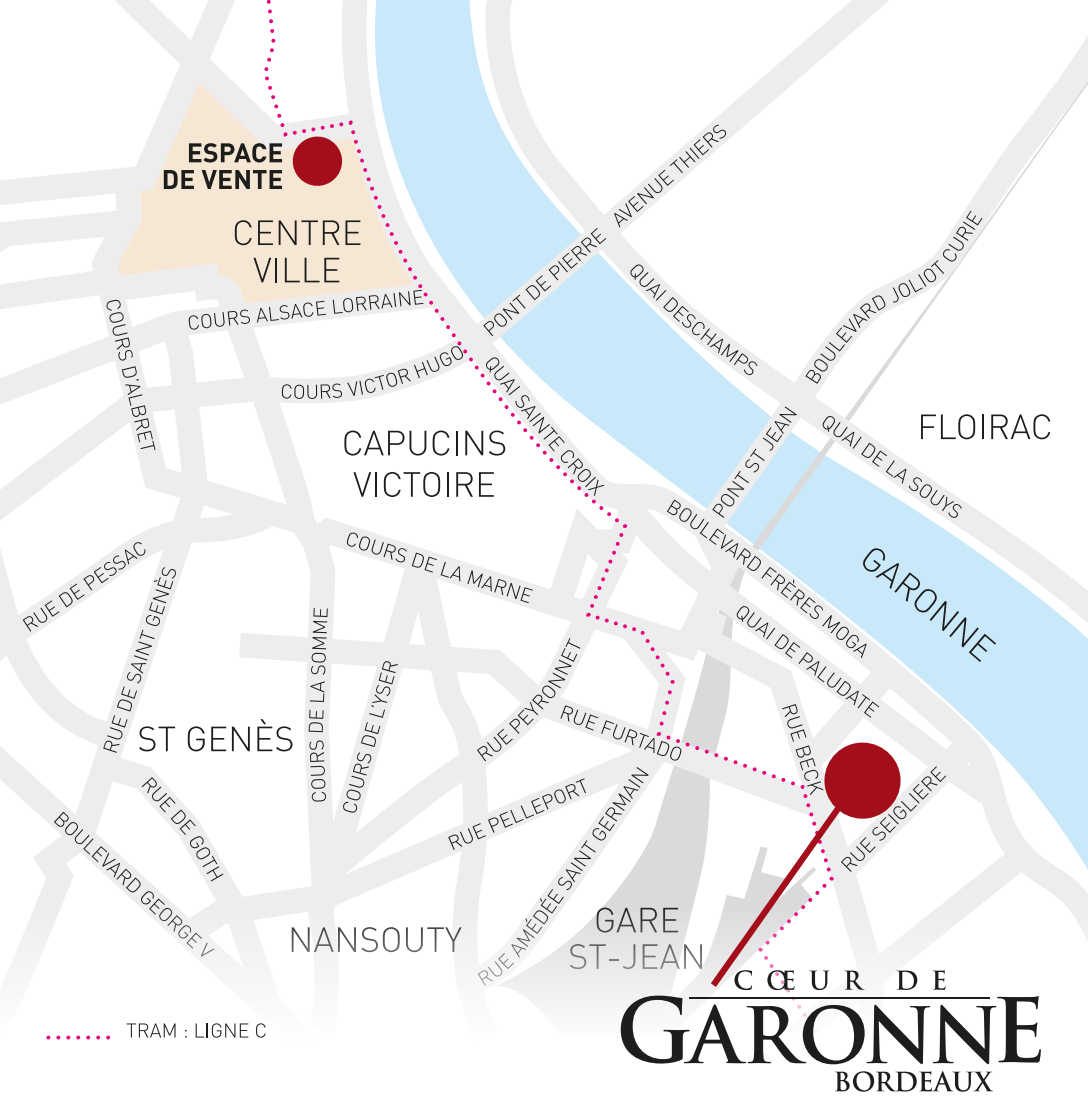 ESPACE
DE VENTE
CENTRE
VILLE
AVENUE THIERS
PONT DE PIERRE
QUAI DESCHAMPS
BOULEVARD JOLIOT CURIE
COURS ALSACE LORRAINE
COURS D'ALBRET
COURS VICTOR HUGO
QUAI SAINTE CROIX
CAPUCINS
VICTOIRE
PONT ST JEAN
QUAI DE LA SOUYS
FLOIRAC
GARONNE
BOULEVARD FRÈRES MOGA
QUAI DE PALUDATE
COURS DE LA MARNE
RUE DE PESSAC
RUE DE SAINT GENÈS
COURS DE LA SOMME
COURS DE L'YSER
RUE PEYRONNET
RUE FURTADO
RUE BECK
RUE SEIGLIERE
ST GENÈS
RUE DE GOTH
BOULEVARD GEORGE V
RUE PELLEPORT
RUE AMÉDÉE SAINT GERMAIN
NANSOUTY
GARE
ST-JEAN
TRAM : LIGNE C
CŒUR DE
GARONNE
BORDEAUX